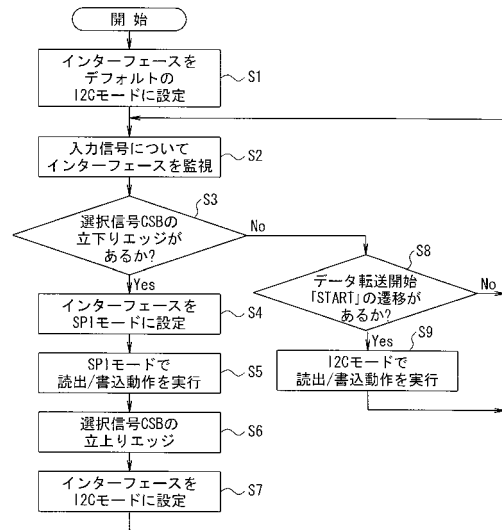 開 始
インターフェースを
デフォルトの
I2Cモードに設定
S1
入力信号について
インターフェースを監視
S2
S3
選択信号CSBの
立下りエッジが
あるか?
No
Yes
インターフェースを
SPIモードに設定
S4
SPIモードで
読出/書込動作を実行
S5
選択信号CSBの
立上りエッジ
S6
インターフェースを
I2Cモードに設定
S7
S8
データ転送開始
「START」の遷移が
あるか?
No
Yes
S9
I2Cモードで
読出/書込動作を実行